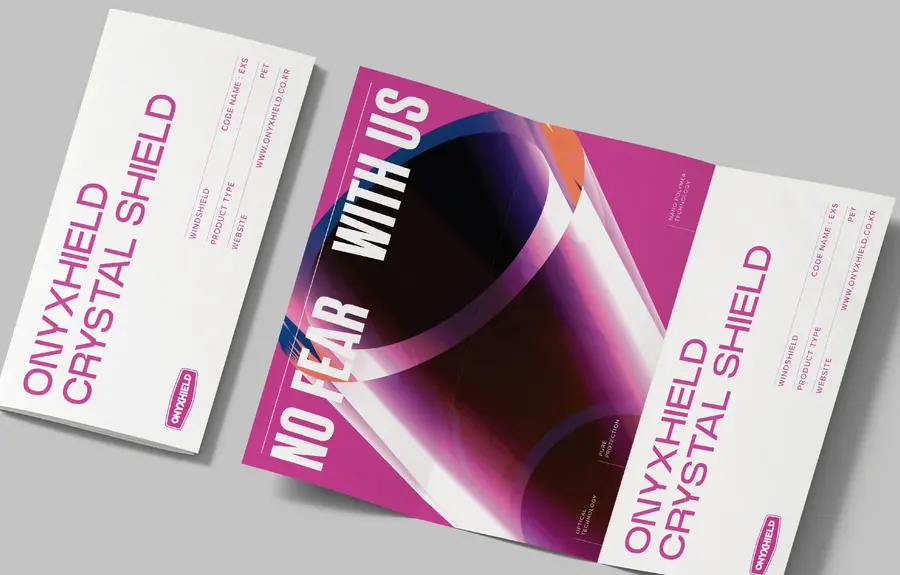 ONYXHIELD
CRYSTAL SHIELD
WINDSHIELD CODE NAME : EXS
PRODUCT TYPE PET
WEBSITE WWW.ONYXHIELD.CO.KR
ONYXHIELD
NO FEAR WITH US
NANO POLYMER
TECHNOLOGY
PURE
PROTECTION
OPTICAL
TECHNOLOGY
ONYXHIELD
CRYSTAL SHIELD
WINDSHIELD CODE NAME : EXS
PRODUCT TYPE PET
WEBSITE WWW.ONYXHIELD.CO.KR
ONYXHIELD